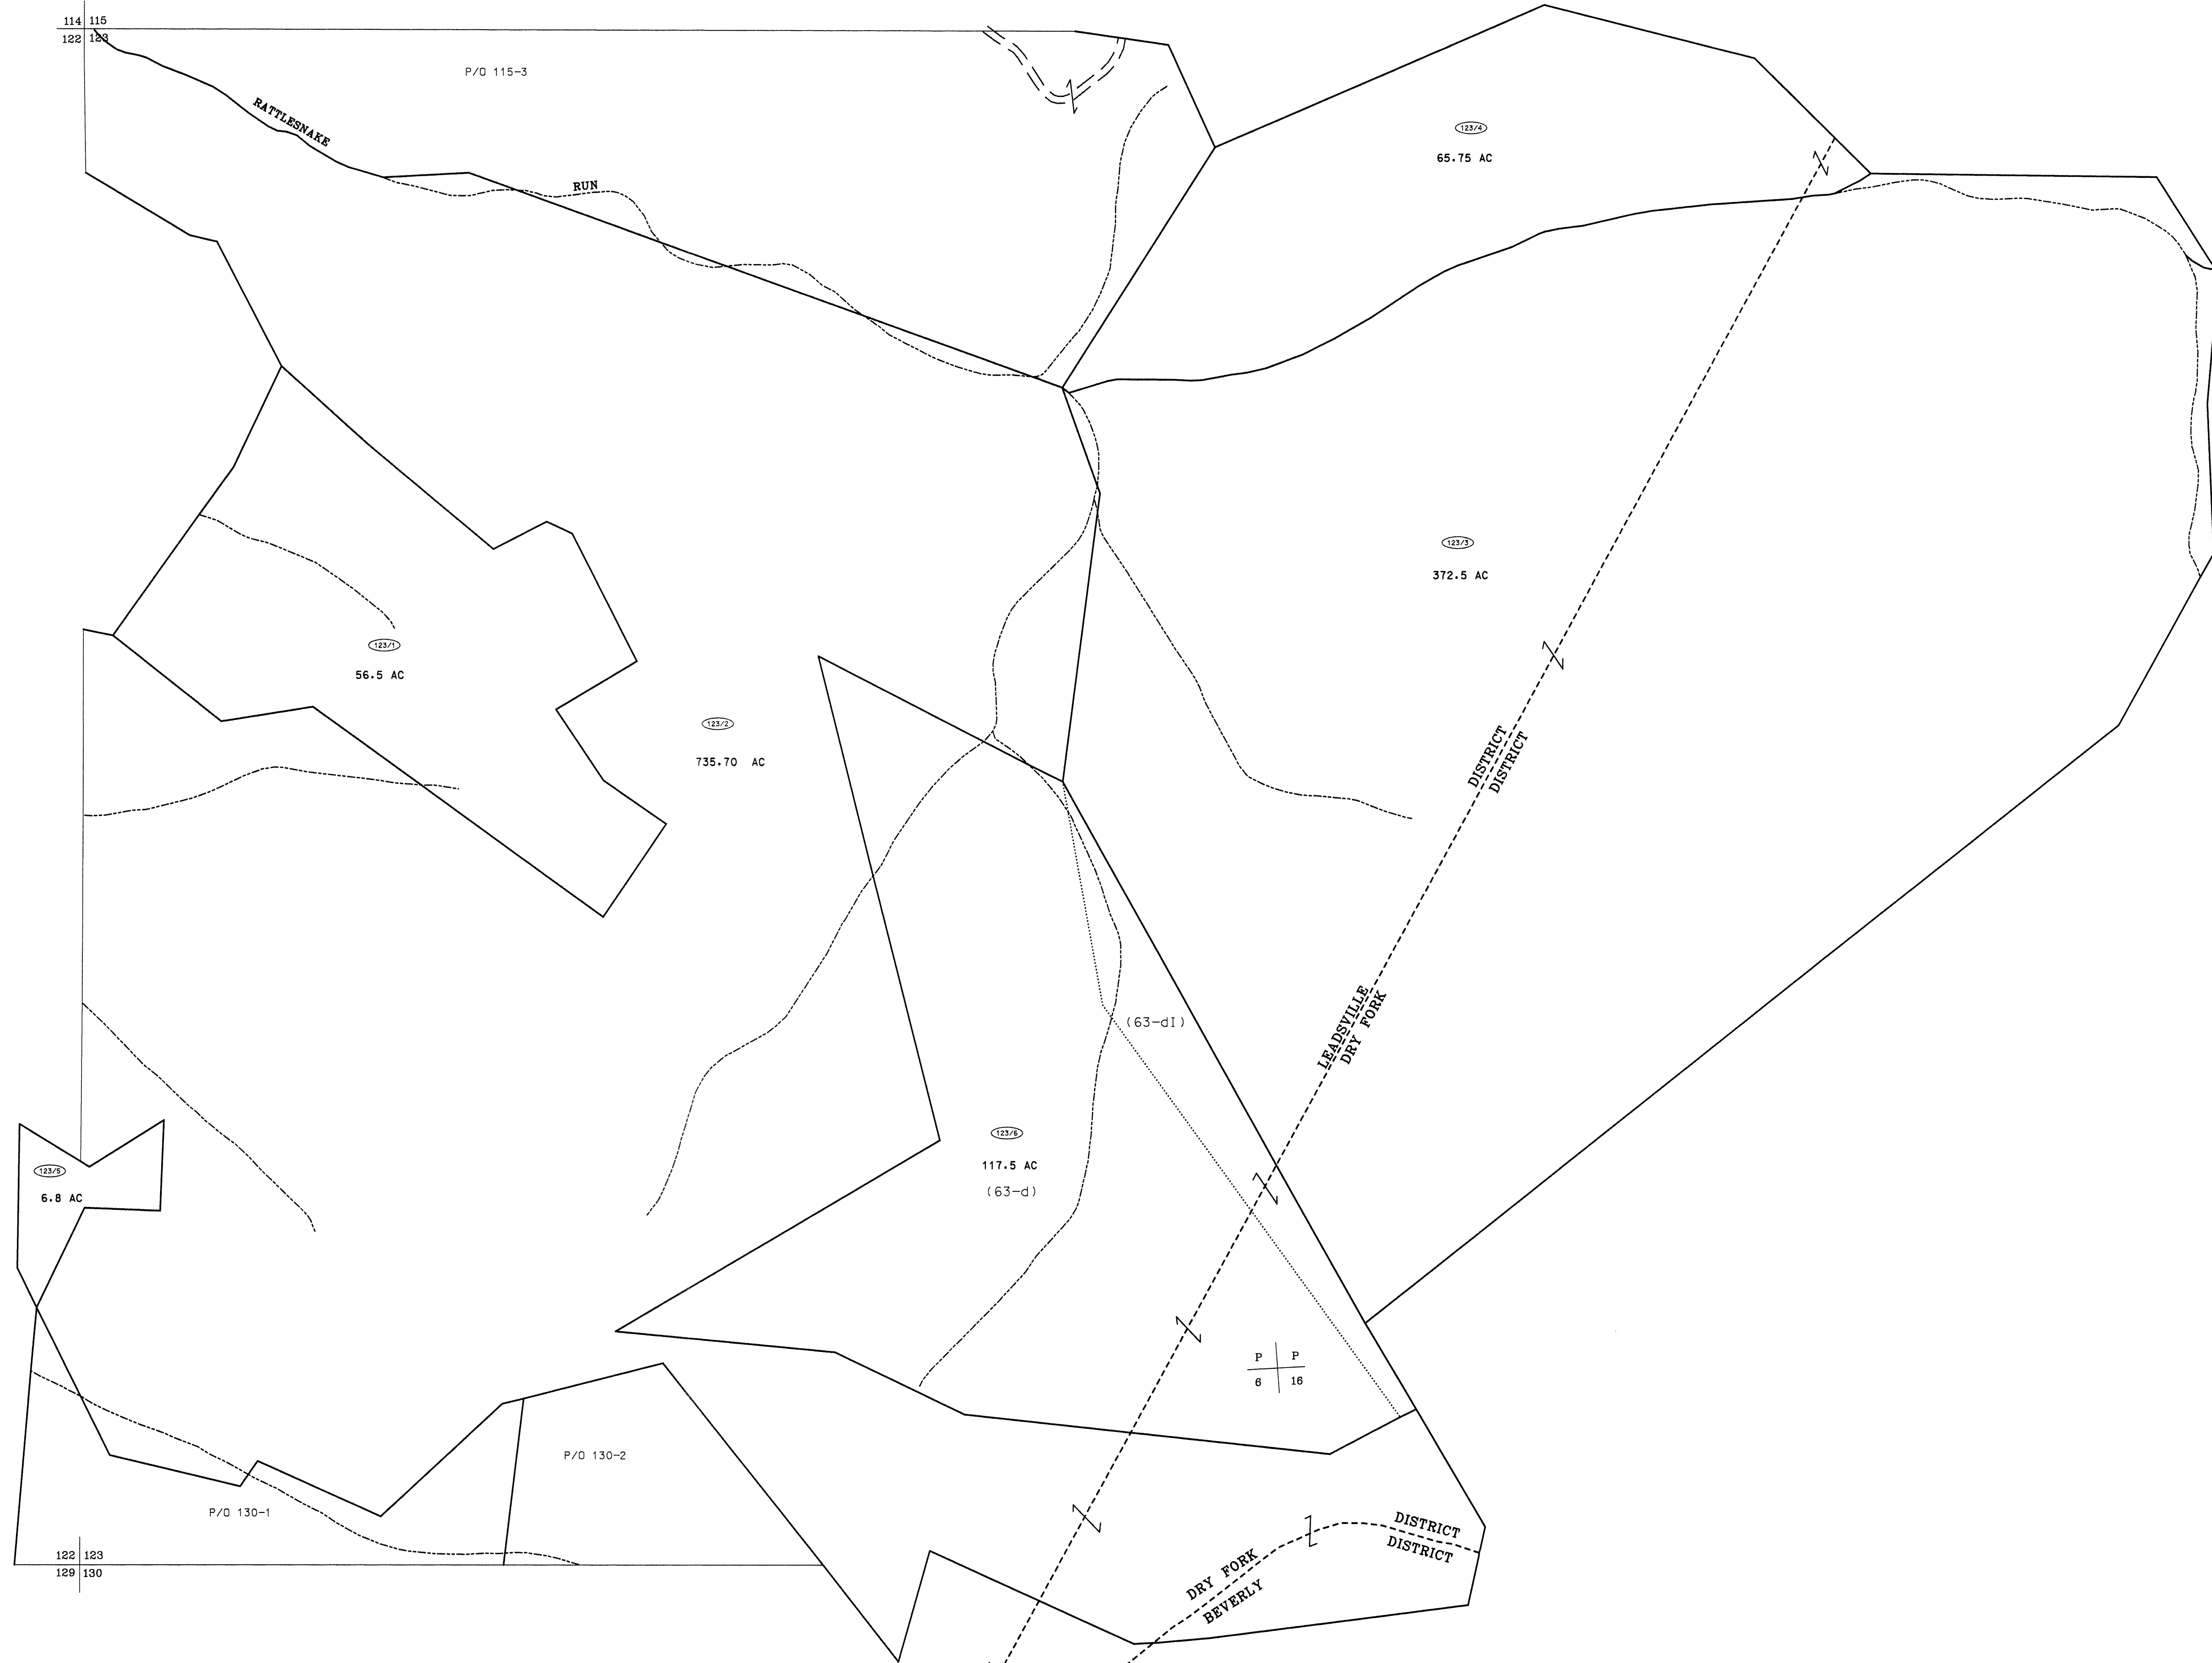 114 115
122 123
P/O 115-3
RATTLESNAKE
RUN
123/4
65.75 AC
123/3
372.5 AC
123/1
56.5 AC
123/2
735.70 AC
DISTRICT
DISTRICT
LEADSVILLE
DRY FORK
(63-dI)
123/6
117.5 AC
(63-d)
123/5
6.8 AC
P P
6 16
P/O 130-2
P/O 130-1
DISTRICT
DISTRICT
DRY FORK
BEVERLY
122 123
129 130